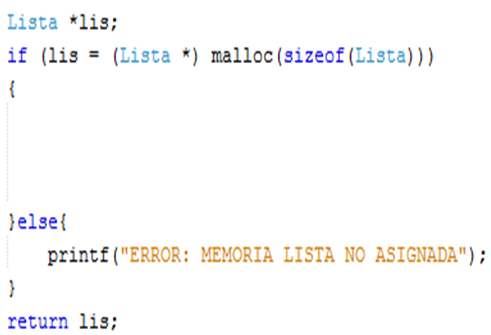 Lista *lis;
if (lis = (Lista *) malloc(sizeof(Lista)))
{
}else{
printf("ERROR: MEMORIA LISTA NO ASIGNADA");
}
return lis;